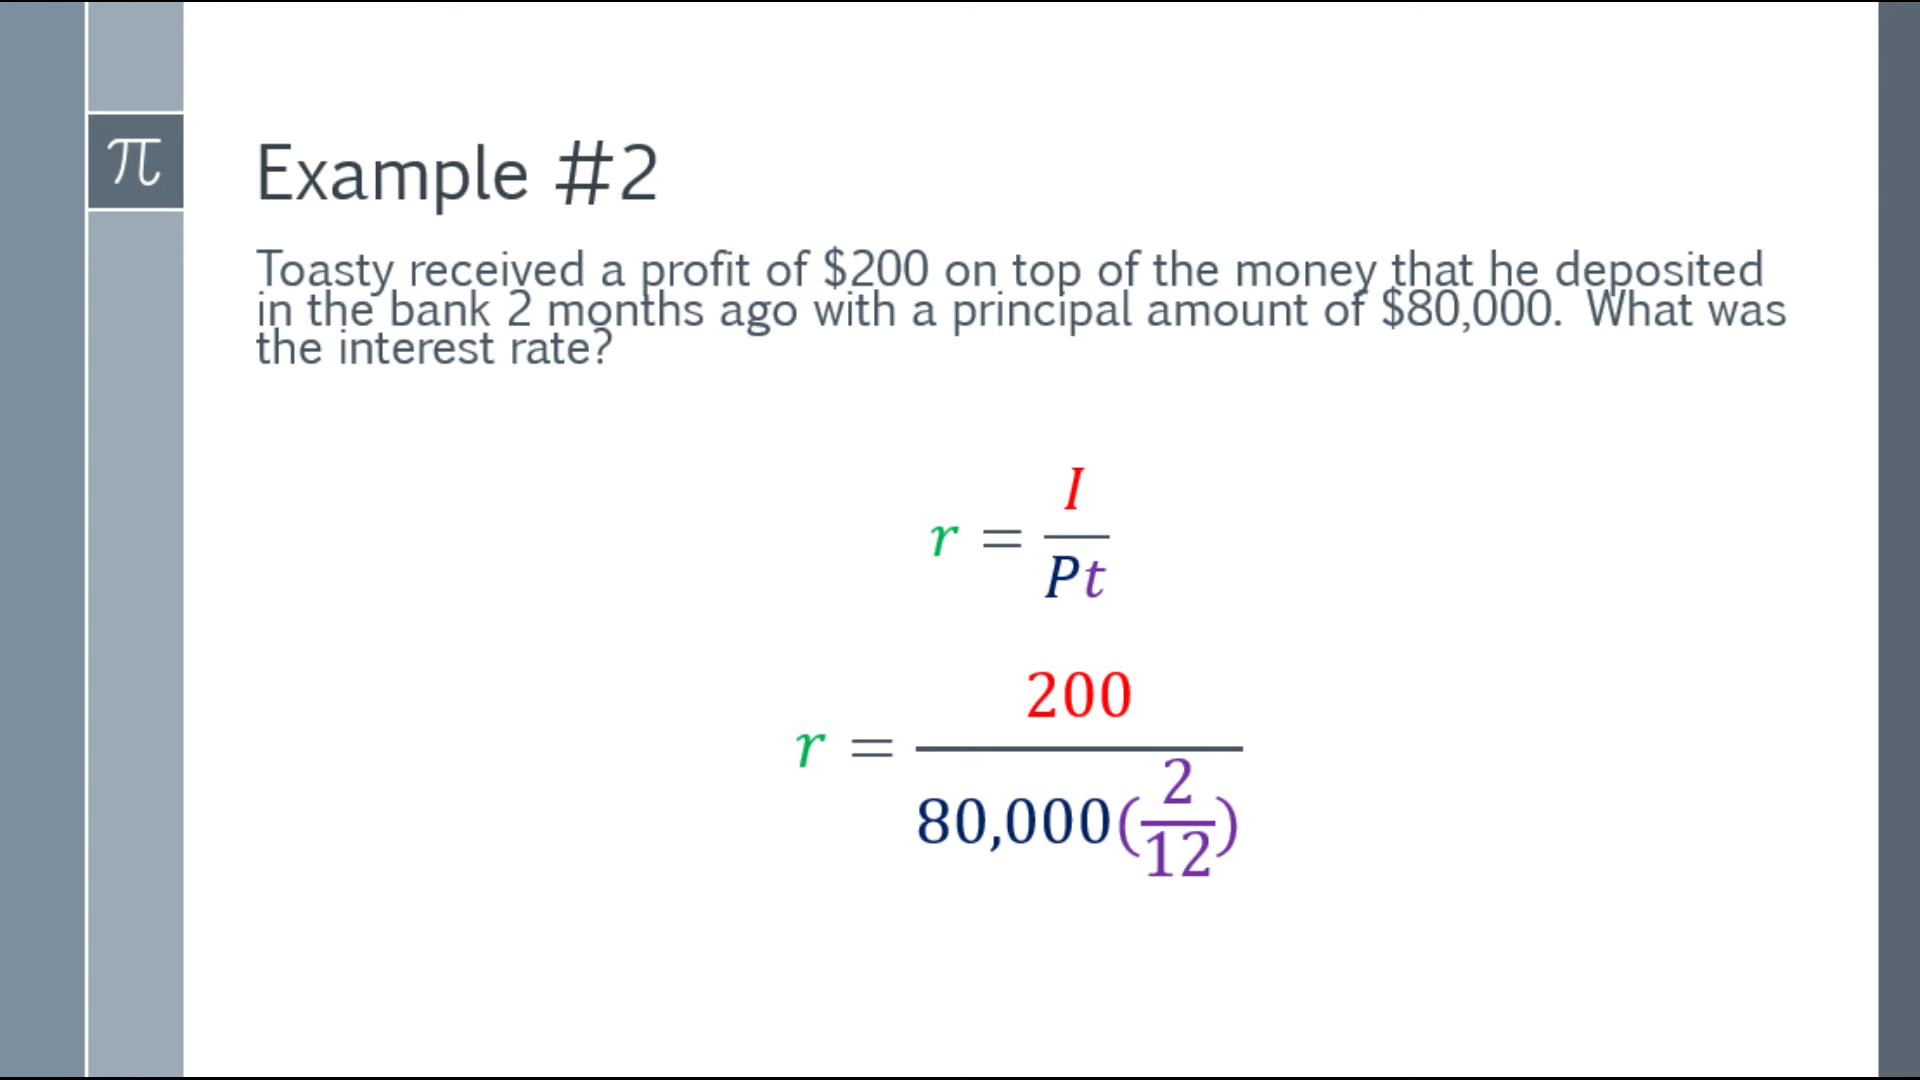 π
Example #2
Toasty received a profit of $200 on top of the money that he deposited
in the bank 2 months ago with a principal amount of $80,000. What was
the interest rate?
r = I/Pt
r = 200/80,000(2/12)